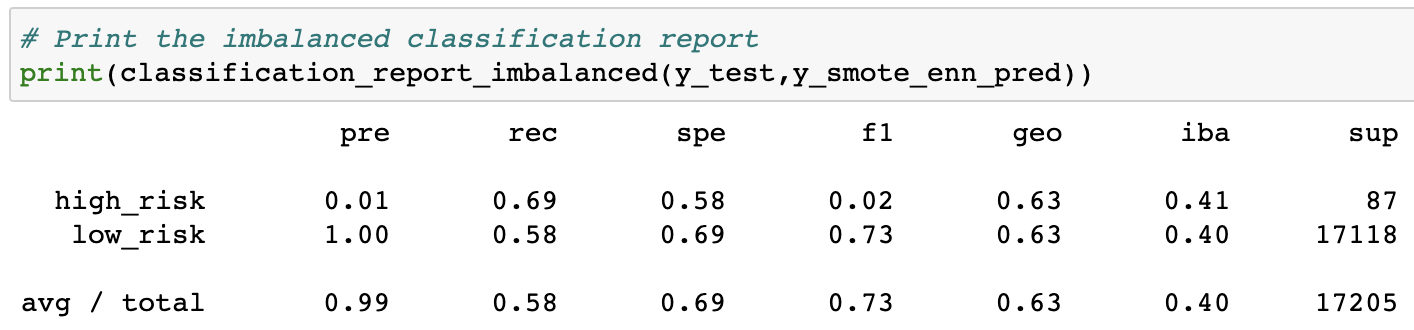 # Print the imbalanced classification report
print(classification_report_imbalanced(y_test,y_smote_enn_pred))
pre rec spe f1 geo iba sup
high_risk 0.01 0.69 0.58 0.02 0.63 0.41 87
low_risk 1.00 0.58 0.69 0.73 0.63 0.40 17118
avg / total 0.99 0.58 0.69 0.73 0.63 0.40 17205